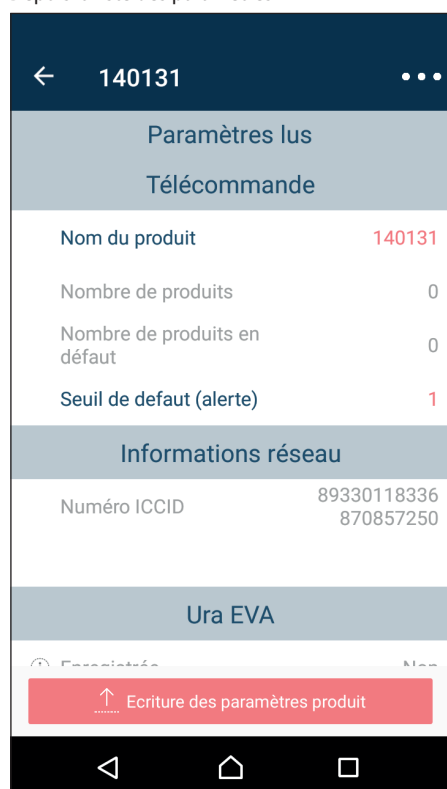 140131
Paramètres lus
Télécommande
Nom du produit 140131
Nombre de produits 0
Nombre de produits en
défaut 0
Seuil de defaut (alerte) 1
Informations réseau
Numéro ICCID 89330118336
870857250
Ura EVA
Ecriture des paramètres produit